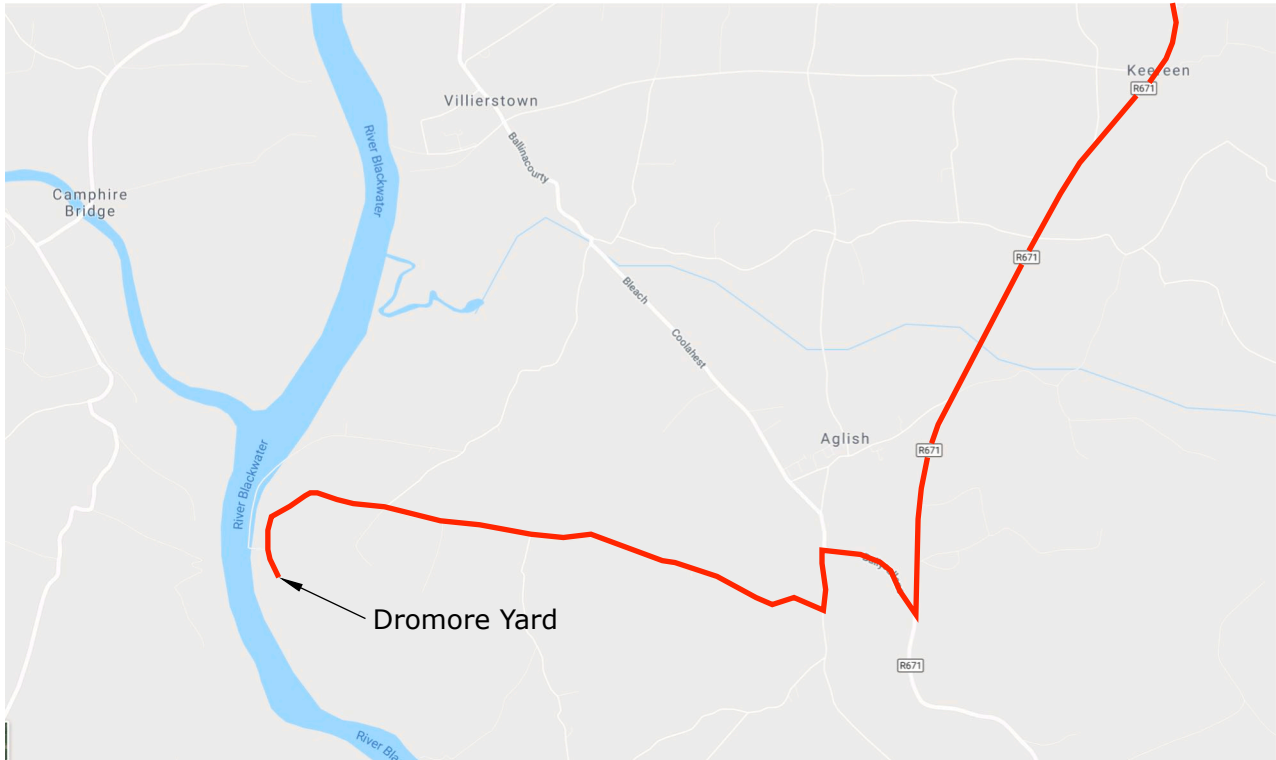 Keereen
R671
Villierstown
River Blackwater
Ballinacourty
Camphire
Bridge
R671
Bleach
Coolahest
Aglish
R671
River Blackwater
Dromore Yard
R671
River Bla